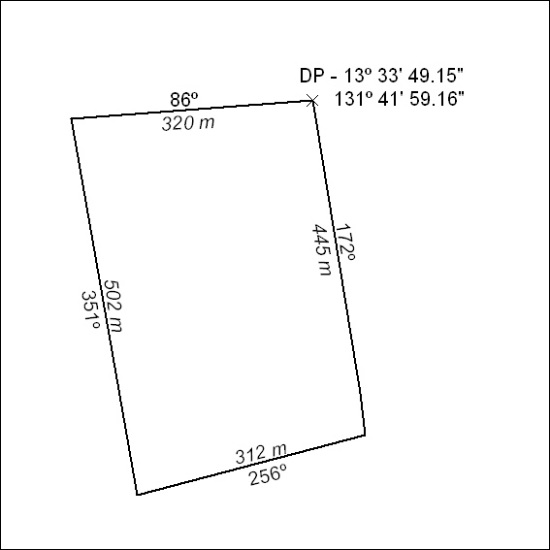 DP - 13º 33' 49.15"
131º 41' 59.16"
86º
320 m
172º
445 m
502 m
351º
312 m
256º